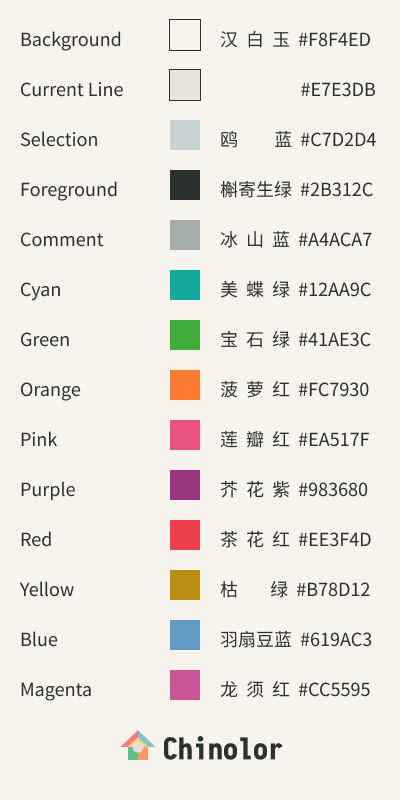 Background 汉白玉 #F8F4ED
Current Line #E7E3DB
Selection 鸥蓝 #C7D2D4
Foreground 槲寄生绿 #2B312C
Comment 冰山蓝 #A4ACA7
Cyan 美蝶绿 #12AA9C
Green 宝石绿 #41AE3C
Orange 菠萝红 #FC7930
Pink 莲瓣红 #EA517F
Purple 芥花紫 #983680
Red 茶花红 #EE3F4D
Yellow 枯绿 #B78D12
Blue 羽扇豆蓝 #619AC3
Magenta 龙须红 #CC5595
Chinolor